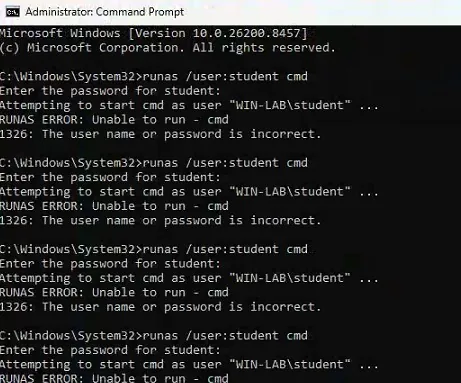 Administrator: Command Prompt
Microsoft Windows [Version 10.0.26200.8457]
(c) Microsoft Corporation. All rights reserved.
C:\Windows\System32>runas /user:student cmd
Enter the password for student:
Attempting to start cmd as user "WIN-LAB\student" ...
RUNAS ERROR: Unable to run - cmd
1326: The user name or password is incorrect.
C:\Windows\System32>runas /user:student cmd
Enter the password for student:
Attempting to start cmd as user "WIN-LAB\student" ...
RUNAS ERROR: Unable to run - cmd
1326: The user name or password is incorrect.
C:\Windows\System32>runas /user:student cmd
Enter the password for student:
Attempting to start cmd as user "WIN-LAB\student" ...
RUNAS ERROR: Unable to run - cmd
1326: The user name or password is incorrect.
C:\Windows\System32>runas /user:student cmd
Enter the password for student:
Attempting to start cmd as user "WIN-LAB\student" ...
RUNAS ERROR: Unable to run - cmd